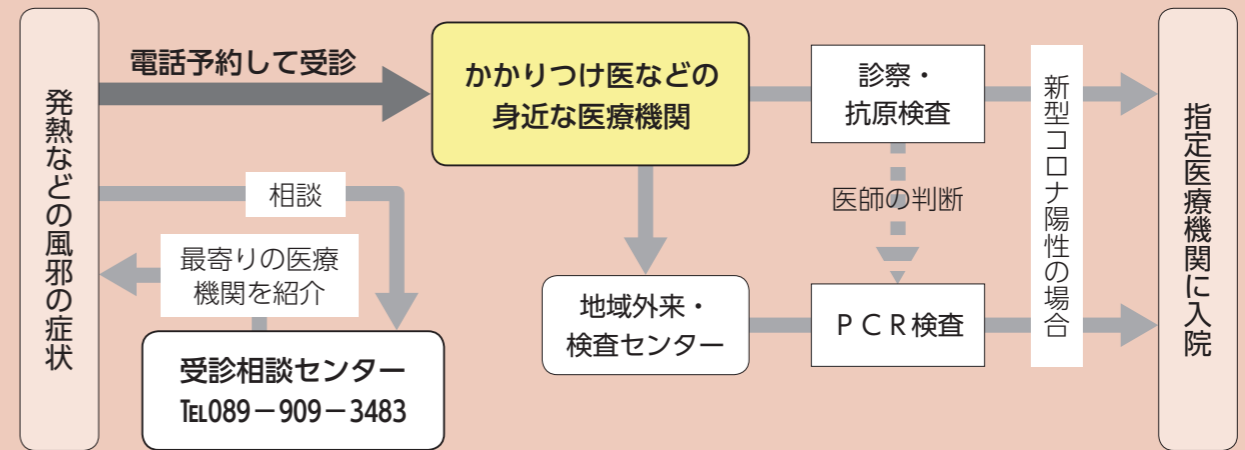 発熱などの風邪の症状
電話予約して受診
かかりつけ医などの
身近な医療機関
診察・
抗原検査
新型コロナ陽性の場合
指定医療機関に入院
相談
医師の判断
最寄りの医療
機関を紹介
地域外来・
検査センター
ＰＣＲ検査
受診相談センター
℡089－909－3483